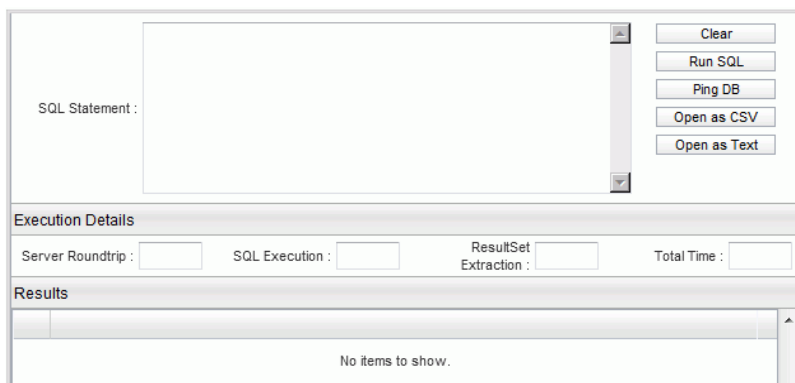 Clear
Run SQL
Ping DB
SQL Statement :
Open as CSV
Open as Text
Execution Details
Server Roundtrip :
SQL Execution :
ResultSet
Extraction :
Total Time :
Results
No items to show.